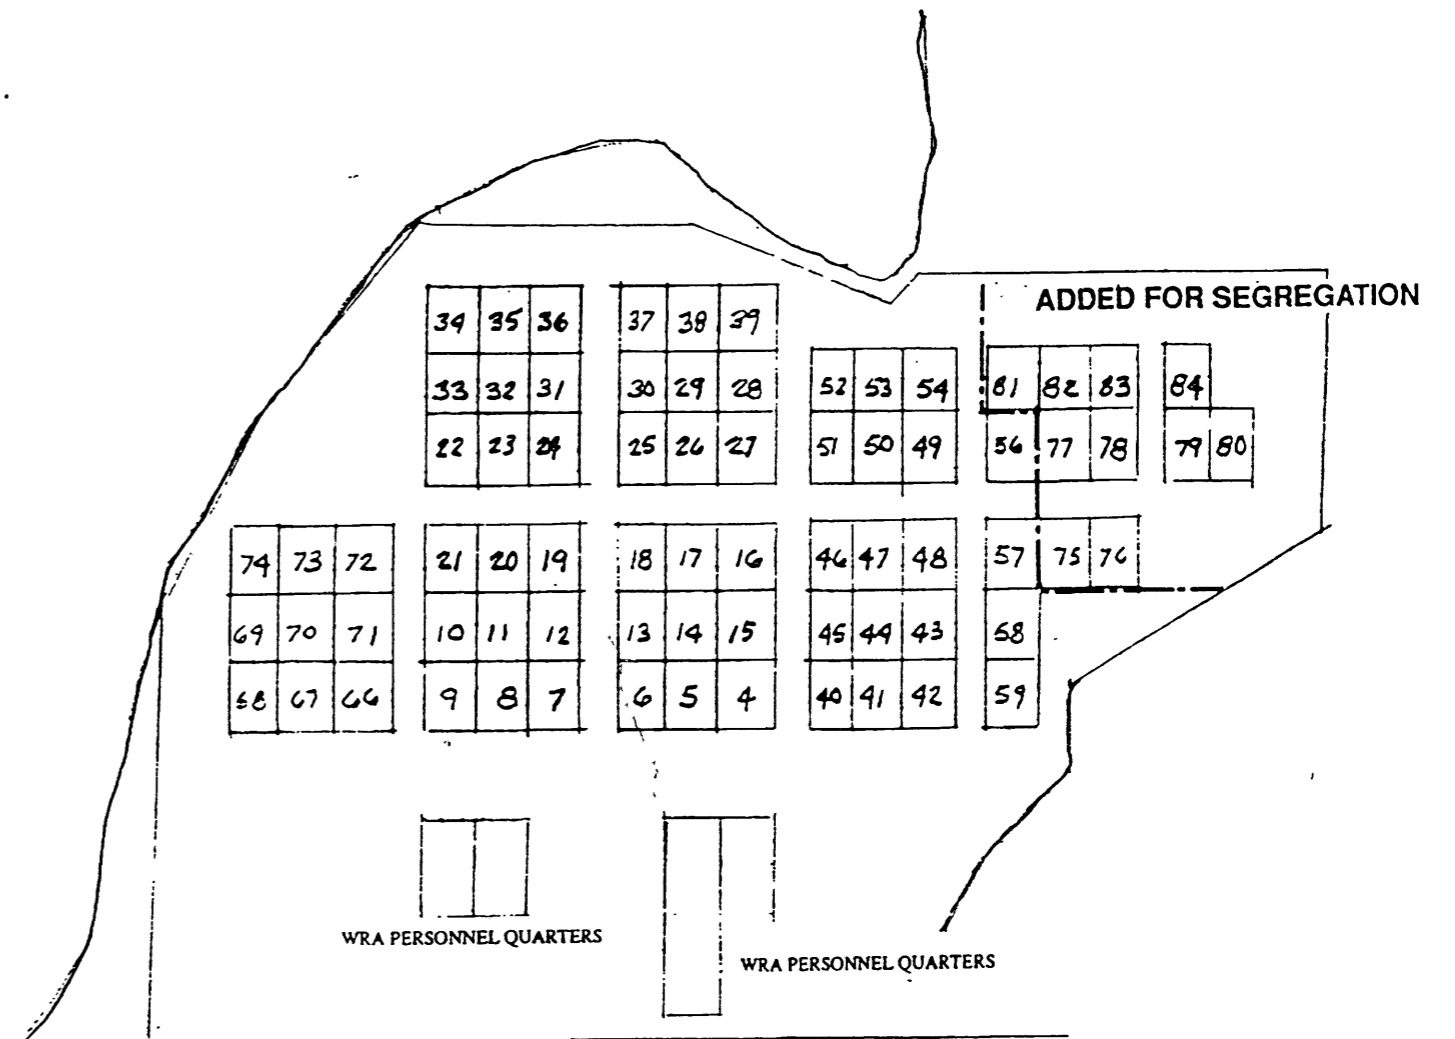 ADDED FOR SEGREGATION
34 35 36 37 38 39
52 53 54 81 82 83 84
33 32 31 30 29 28
22 23 24 25 26 27 51 50 49 56 77 78 79 80
74 73 72 21 20 19 18 17 16 46 47 48 57 75 76
69 70 71 10 11 12 13 14 15 45 44 43 58
68 67 66 9 8 7 6 5 4 40 41 42 59
WRA PERSONNEL QUARTERS
WRA PERSONNEL QUARTERS